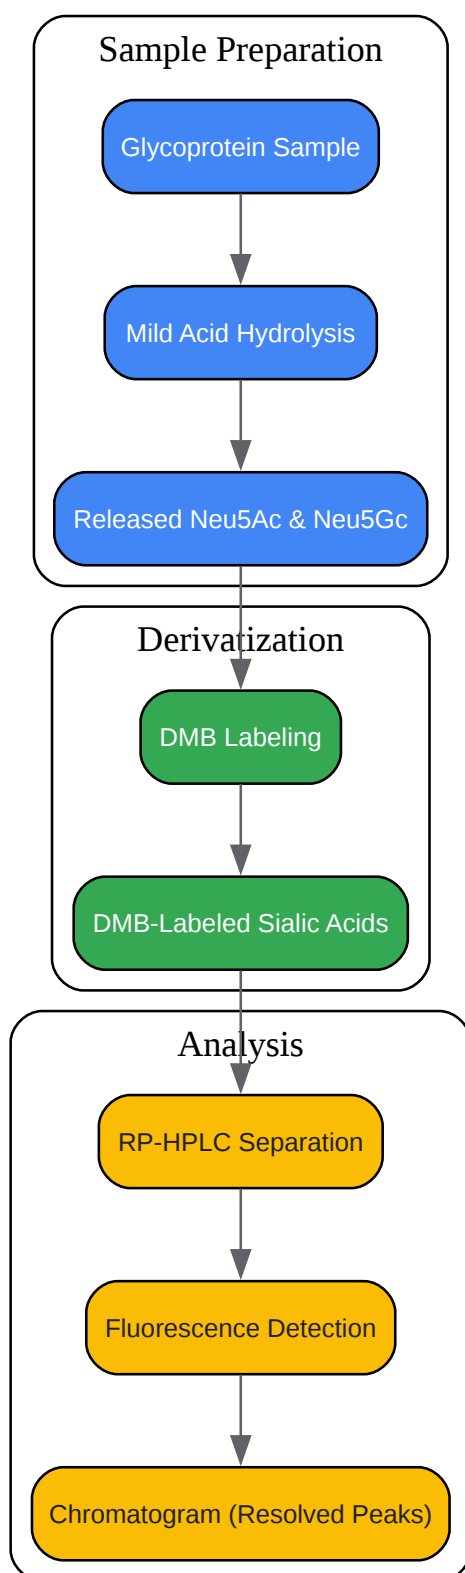 Sample Preparation
Glycoprotein Sample
Mild Acid Hydrolysis
Released Neu5Ac & Neu5Gc
Derivatization
DMB Labeling
DMB-Labeled Sialic Acids
Analysis
RP-HPLC Separation
Fluorescence Detection
Chromatogram (Resolved Peaks)